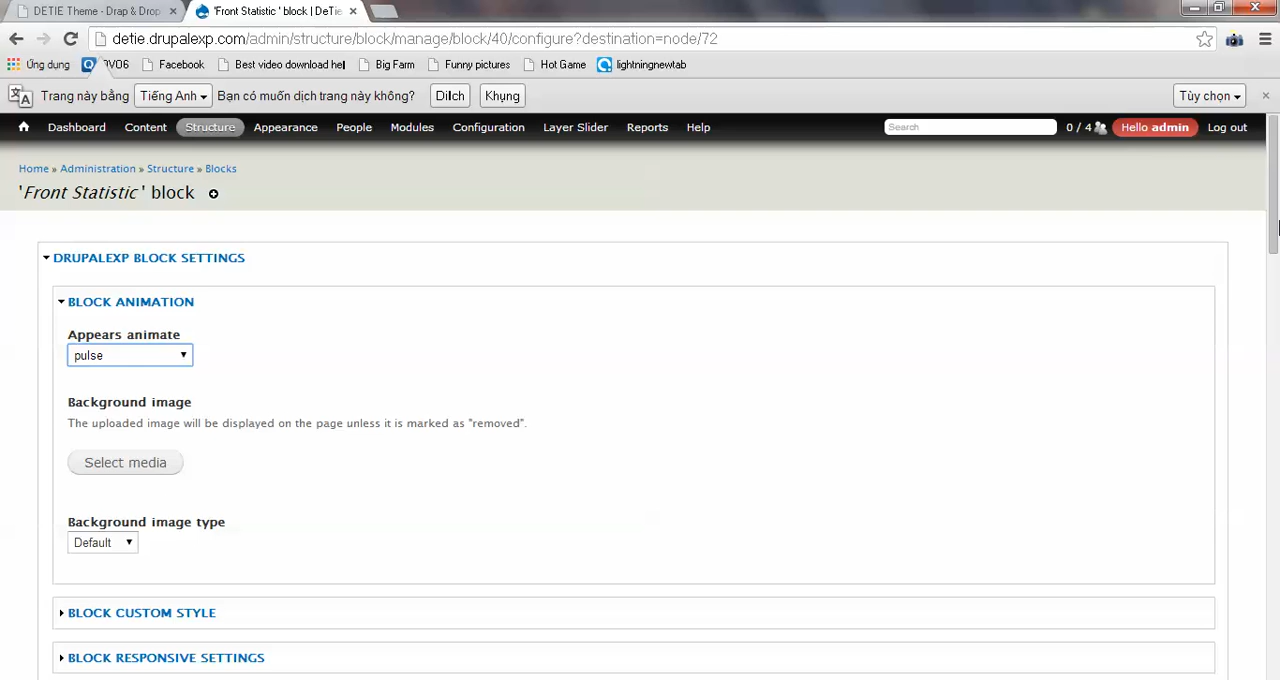 DETIE Theme - Drap & Drop
'Front Statistic ' block | DeTie
detie.drupalexp.com/admin/structure/block/manage/block/40/configure?destination=node/72
Ứng dụng VO6 Facebook Best video download hel Big Farm Funny pictures Hot Game lightningnewtab
Trang này bằng Tiếng Anh Bạn có muốn dịch trang này không? Dịch Không Tùy chọn
Dashboard Content Structure Appearance People Modules Configuration Layer Slider Reports Help Search 0 / 4 Hello admin Log out
Home » Administration » Structure » Blocks
'Front Statistic ' block
DRUPALEXP BLOCK SETTINGS
BLOCK ANIMATION
Appears animate
pulse
Background image
The uploaded image will be displayed on the page unless it is marked as "removed".
Select media
Background image type
Default
BLOCK CUSTOM STYLE
BLOCK RESPONSIVE SETTINGS